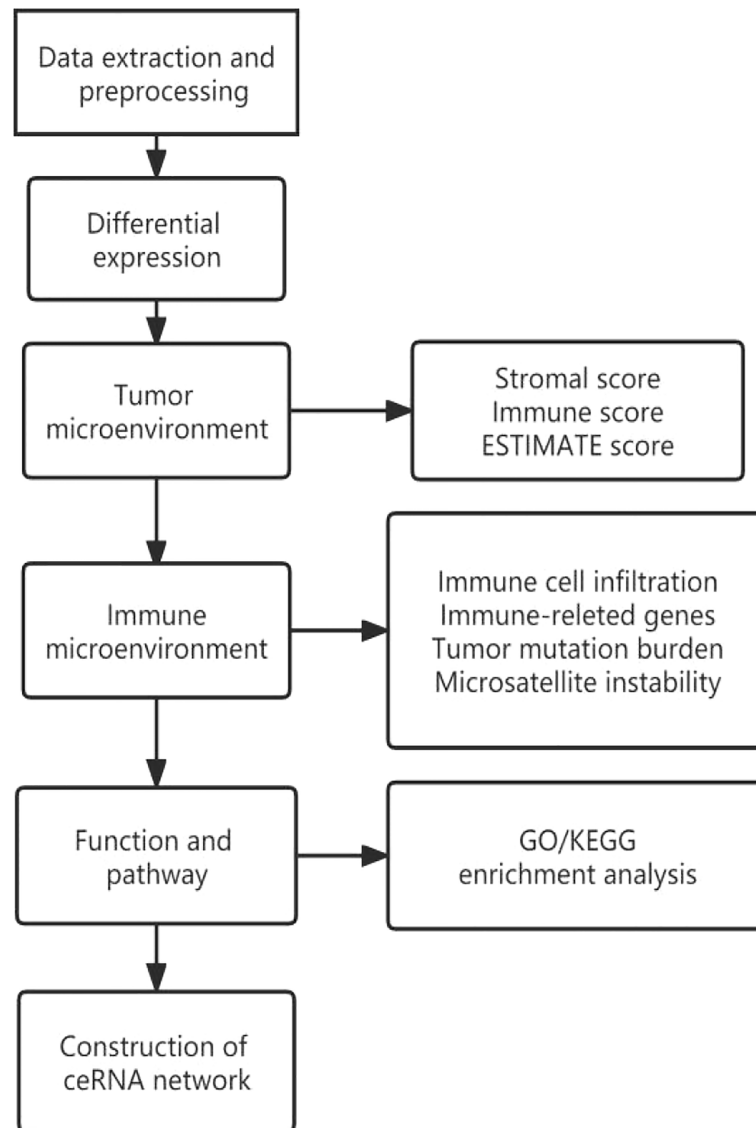 Data extraction and
preprocessing
Differential
expression
Tumor
microenvironment
Stromal score
Immune score
ESTIMATE score
Immune
microenvironment
Immune cell infiltration
Immune-releted genes
Tumor mutation burden
Microsatellite instability
Function and
pathway
GO/KEGG
enrichment analysis
Construction of
ceRNA network